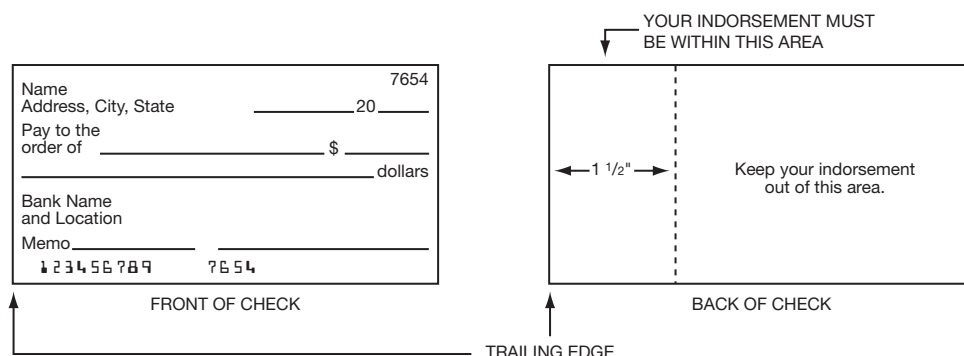 YOUR INDORSEMENT MUST
BE WITHIN THIS AREA
7654
Name
Address, City, State 20
Pay to the
order of $
dollars
Bank Name
and Location
Memo
123456789 7654
FRONT OF CHECK
1 1/2"
Keep your indorsement
out of this area.
BACK OF CHECK
TRAILING EDGE